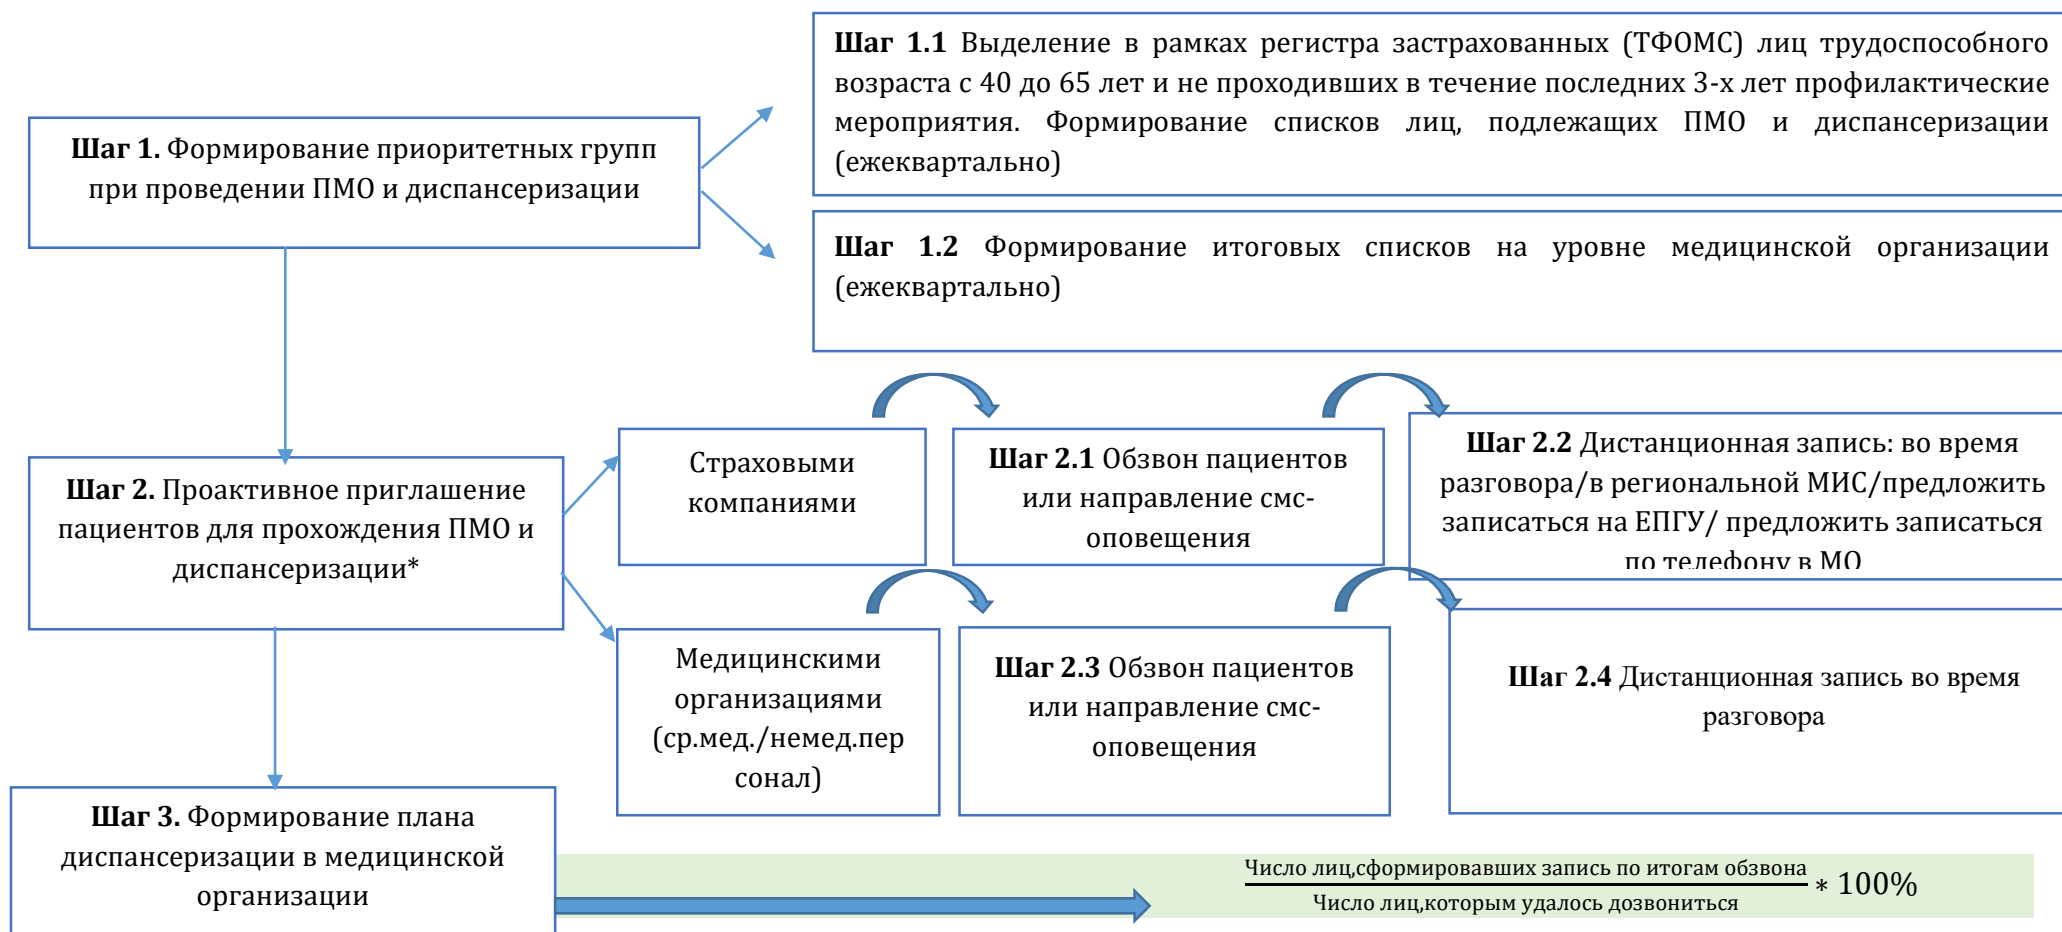 Шаг 1.1 Выделение в рамках регистра застрахованных (ТФОМС) лиц трудоспособного
возраста с 40 до 65 лет и не проходивших в течение последних 3-х лет профилактические
мероприятия. Формирование списков лиц, подлежащих ПМО и диспансеризации
(ежеквартально)
Шаг 1. Формирование приоритетных групп
при проведении ПМО и диспансеризации
Шаг 1.2 Формирование итоговых списков на уровне медицинской организации
(ежеквартально)
Шаг 2. Проактивное приглашение
пациентов для прохождения ПМО и
диспансеризации*
Страховыми
компаниями
Шаг 2.1 Обзвон пациентов
или направление смс-
оповещения
Шаг 2.2 Дистанционная запись: во время
разговора/в региональной МИС/предложить
записаться на ЕПГУ/ предложить записаться
по телефону в МО
Медицинскими
организациями
(ср.мед./немед.пер
сонал)
Шаг 2.3 Обзвон пациентов
или направление смс-
оповещения
Шаг 2.4 Дистанционная запись во время
разговора
Шаг 3. Формирование плана
диспансеризации в медицинской
организации
Число лиц,сформировавших запись по итогам обзвона
Число лиц,которым удалось дозвониться
* 100%